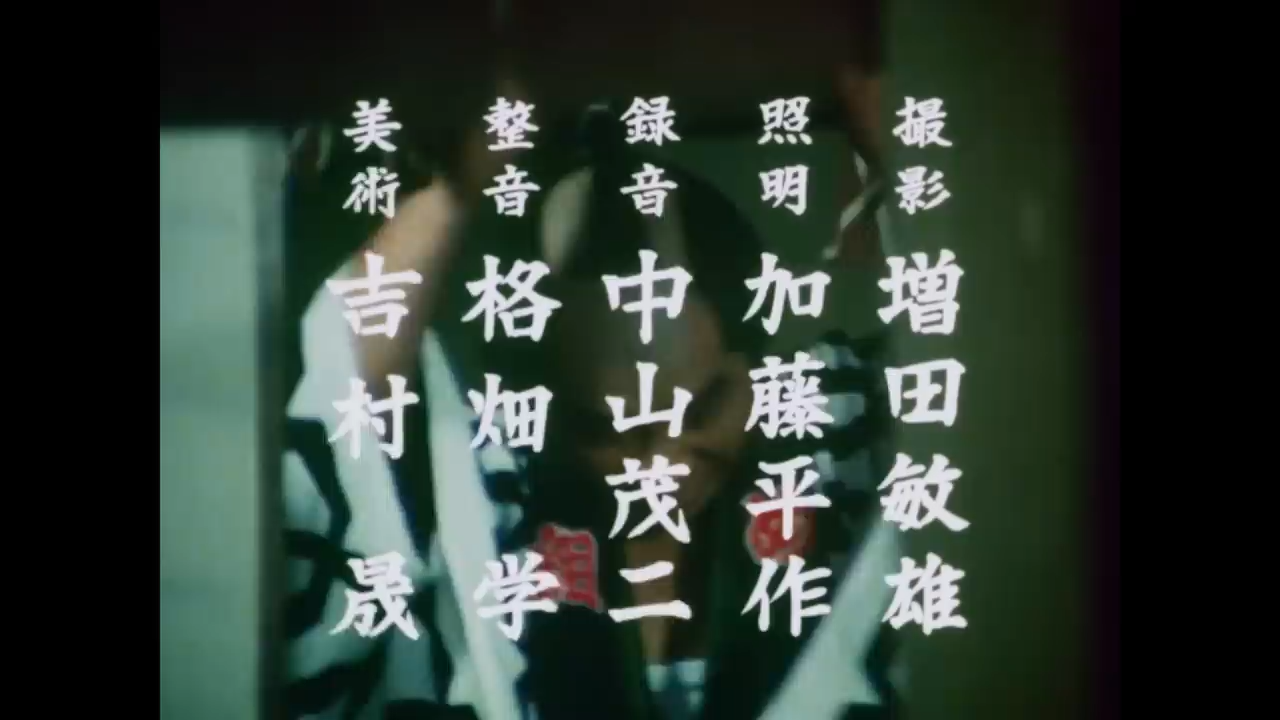 撮影 増田敏雄
照明 加藤平作
録音 中山茂二
整音 格畑学
美術 吉村晟
組